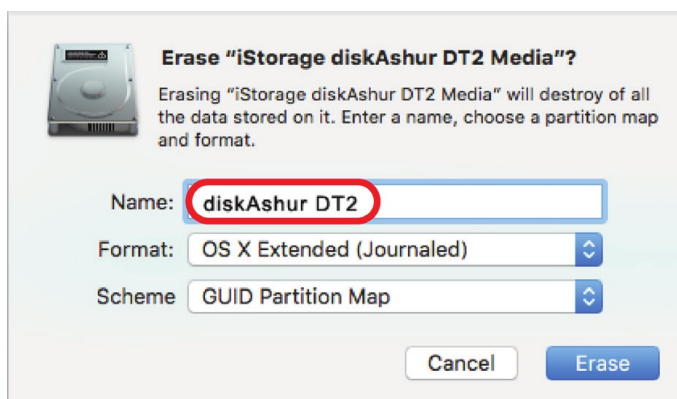 Erase “iStorage diskAshur DT2 Media”?
Erasing “iStorage diskAshur DT2 Media” will destroy of all
the data stored on it. Enter a name, choose a partition map
and format.
Name: diskAshur DT2
Format: OS X Extended (Journaled)
Scheme GUID Partition Map
Cancel Erase